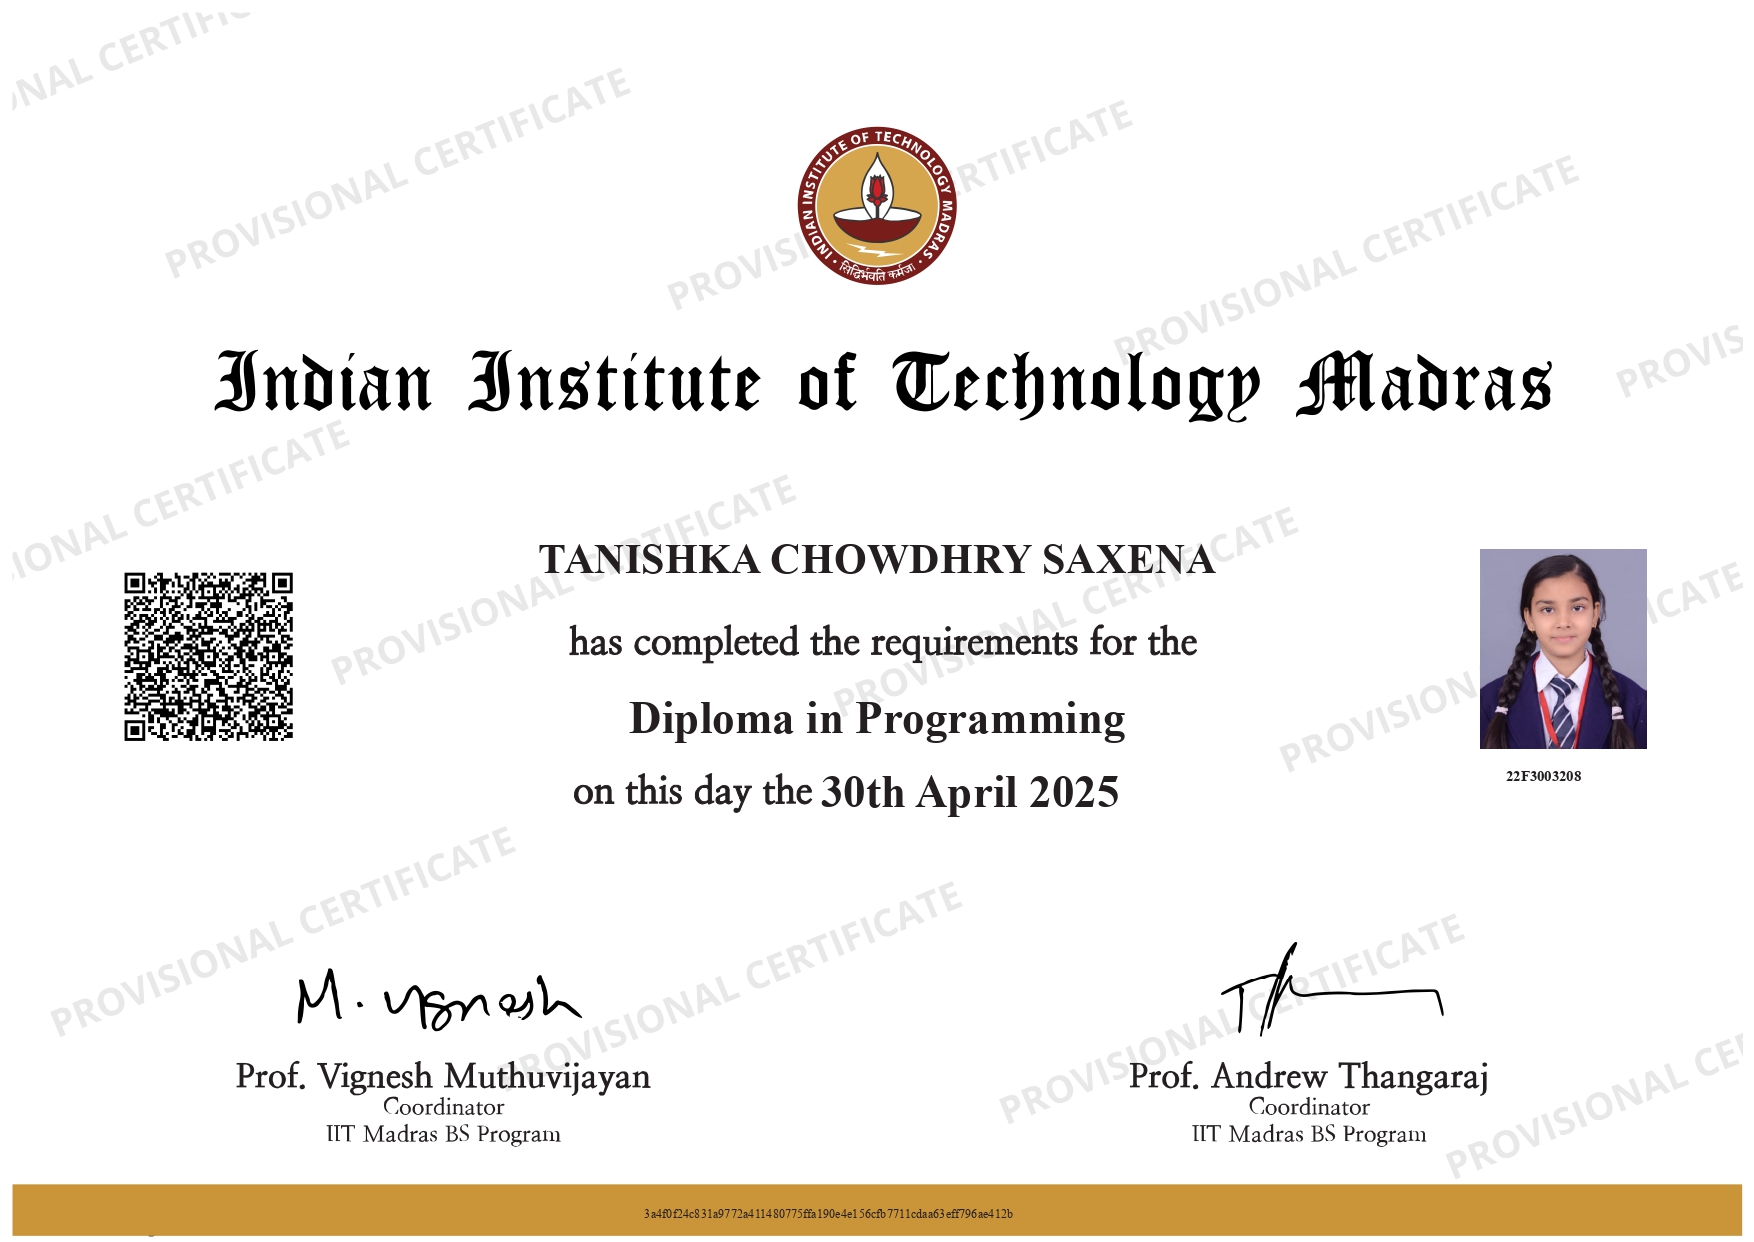 PROVISIONAL CERTIFICATE
INDIAN INSTITUTE OF TECHNOLOGY MADRAS
सिद्धिर्भवति कर्मजा
Indian Institute of Technology Madras
TANISHKA CHOWDHRY SAXENA
has completed the requirements for the
Diploma in Programming
on this day the 30th April 2025
22F3003208
M. Vignesh
Prof. Vignesh Muthuvijayan
Coordinator
IIT Madras BS Program
Prof. Andrew Thangaraj
Coordinator
IIT Madras BS Program
3a4f0f24c831a9772a411480775ffa190e4e156cfb7711cdaa63eff796ae412b